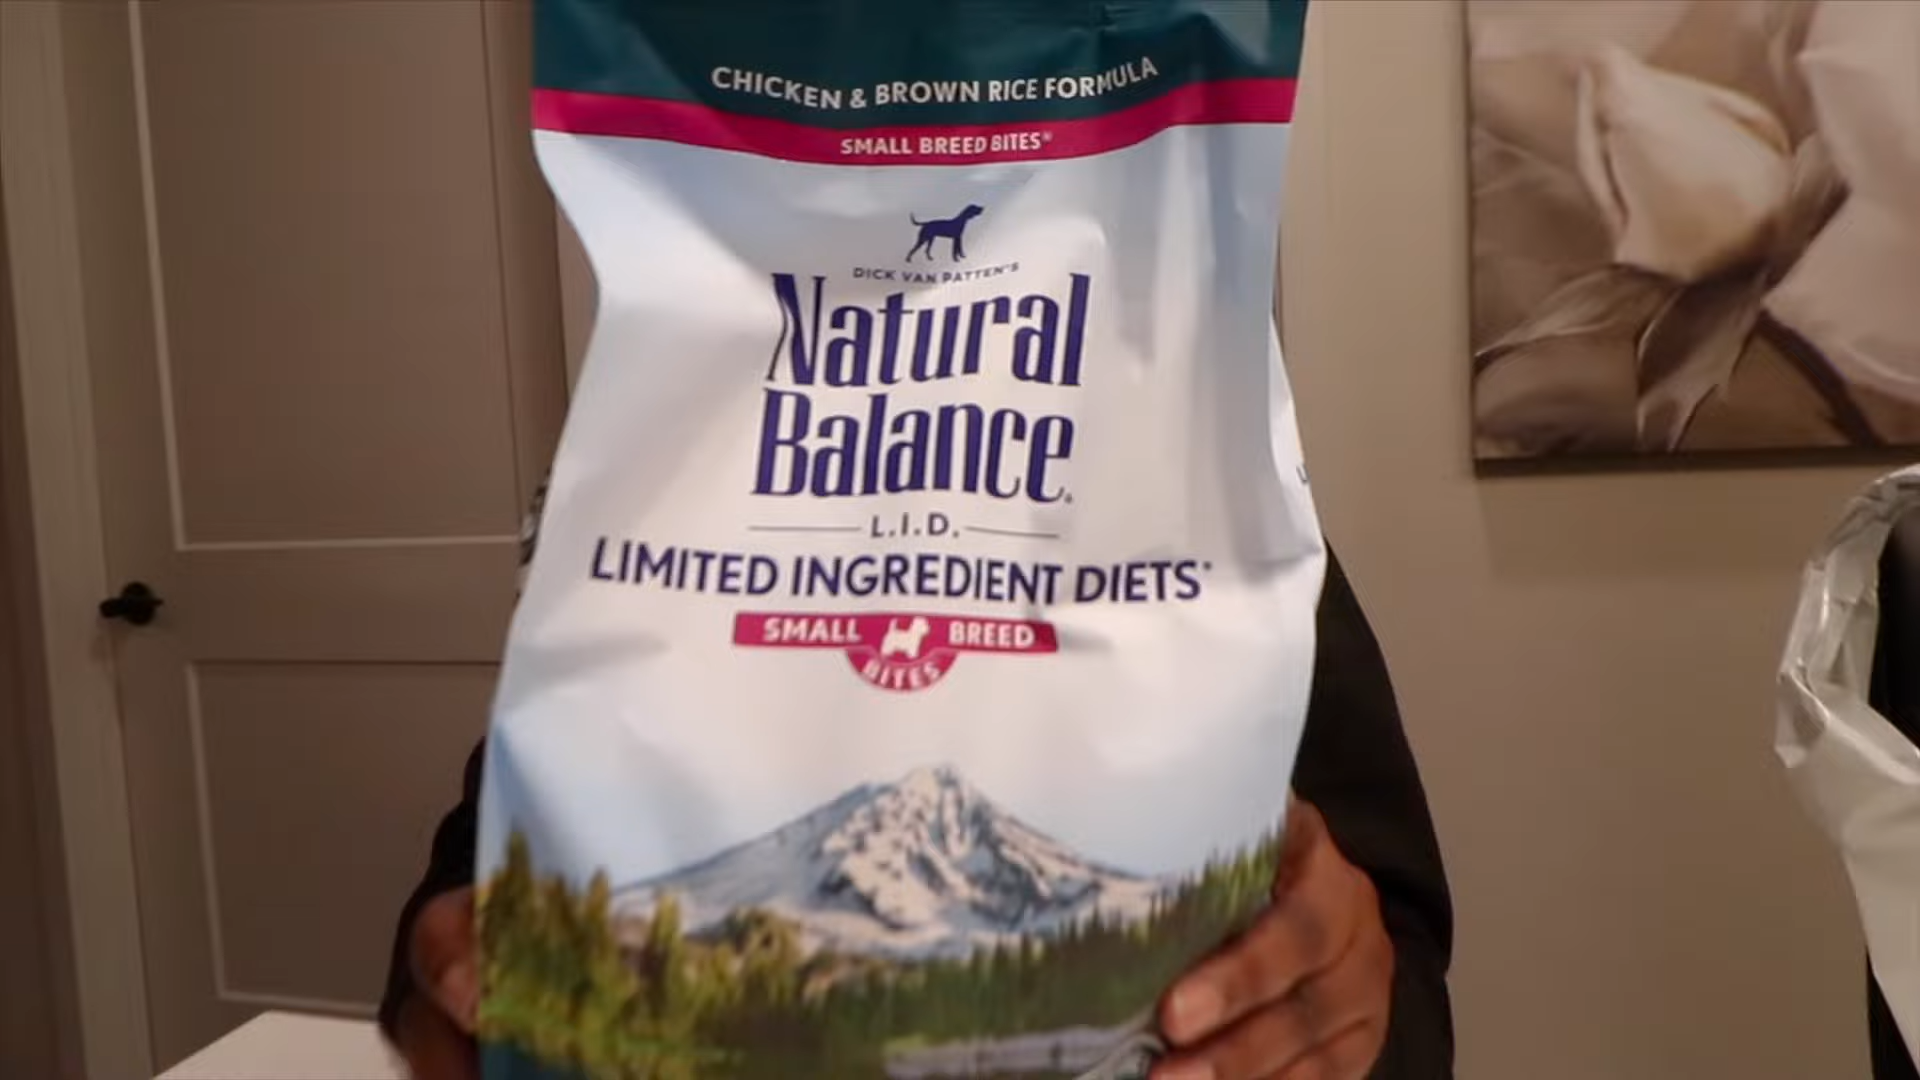 CHICKEN & BROWN RICE FORMULA
SMALL BREED BITES®
DICK VAN PATTEN'S
Natural
Balance®
L.I.D.
LIMITED INGREDIENT DIETS®
SMALL BREED
BITES